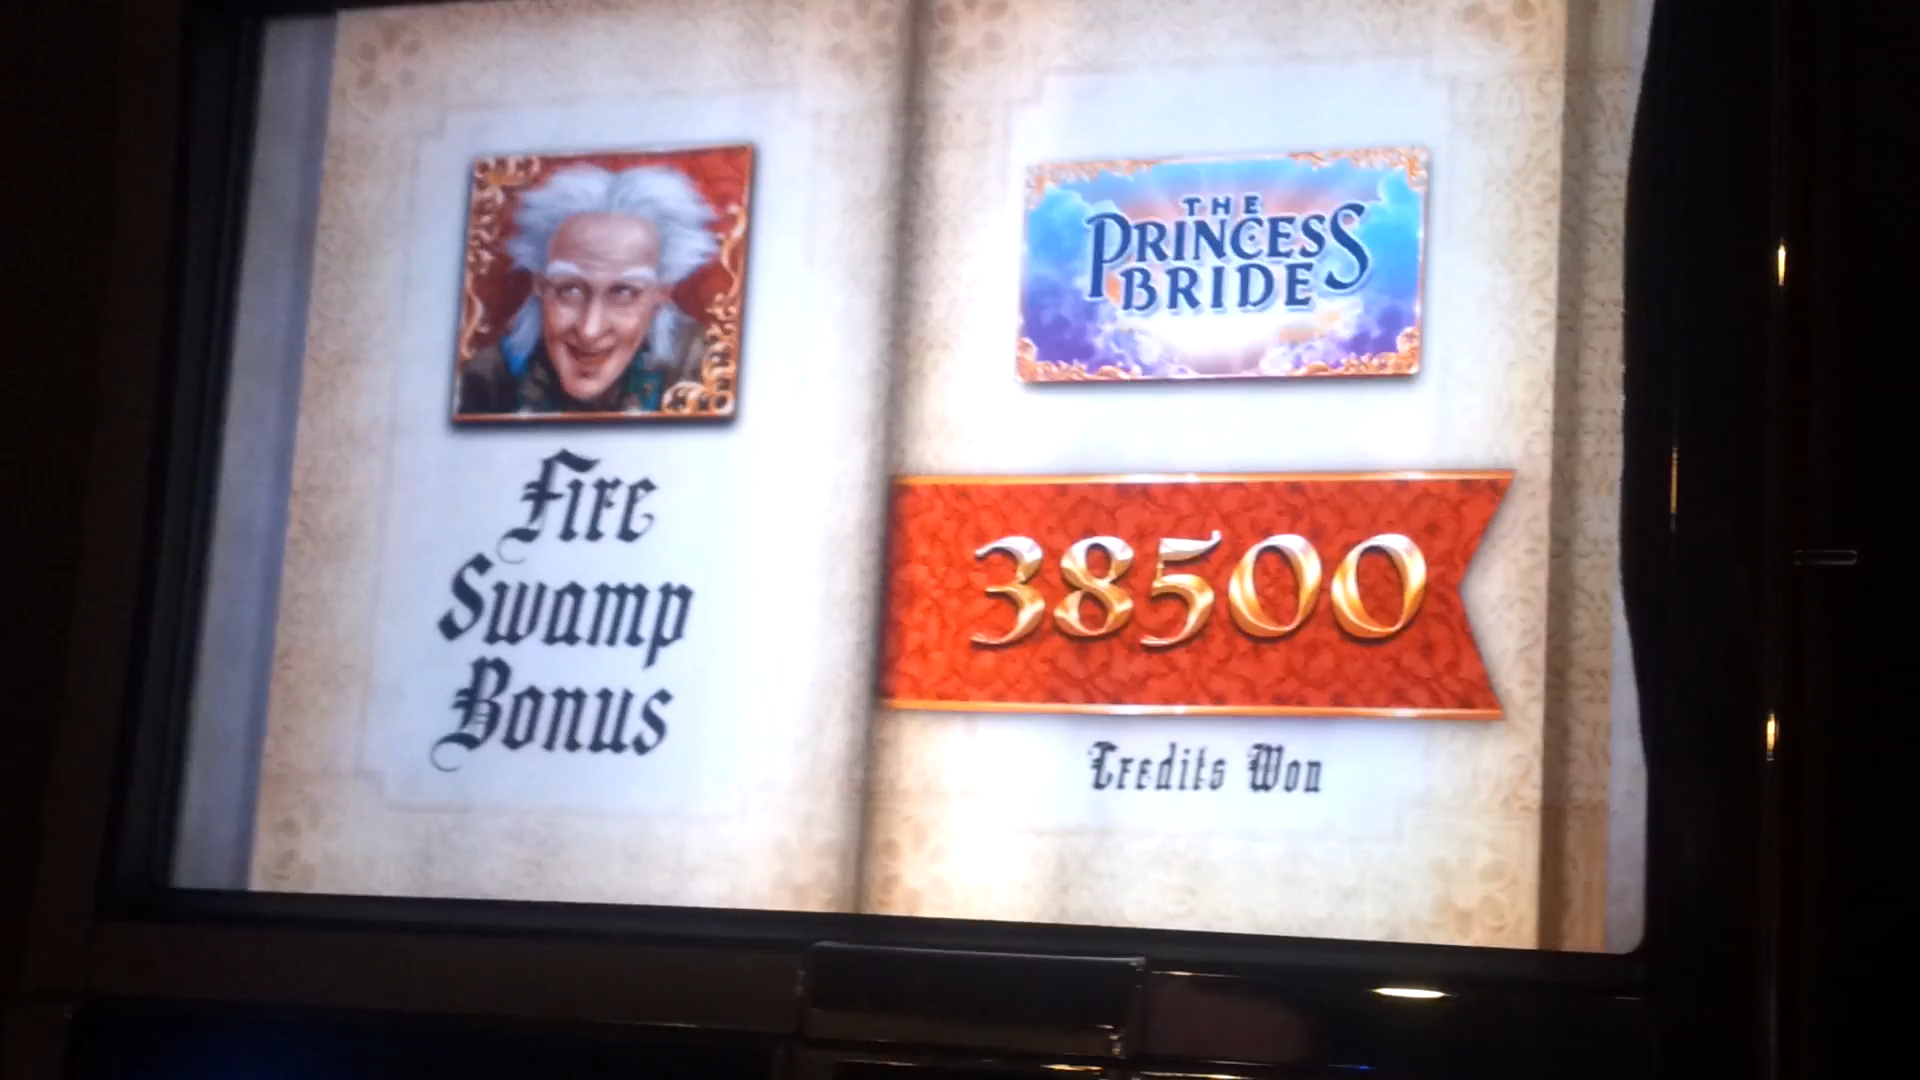 Fire
Swamp
Bonus
THE
PRINCESS
BRIDE
38500
Credits Won